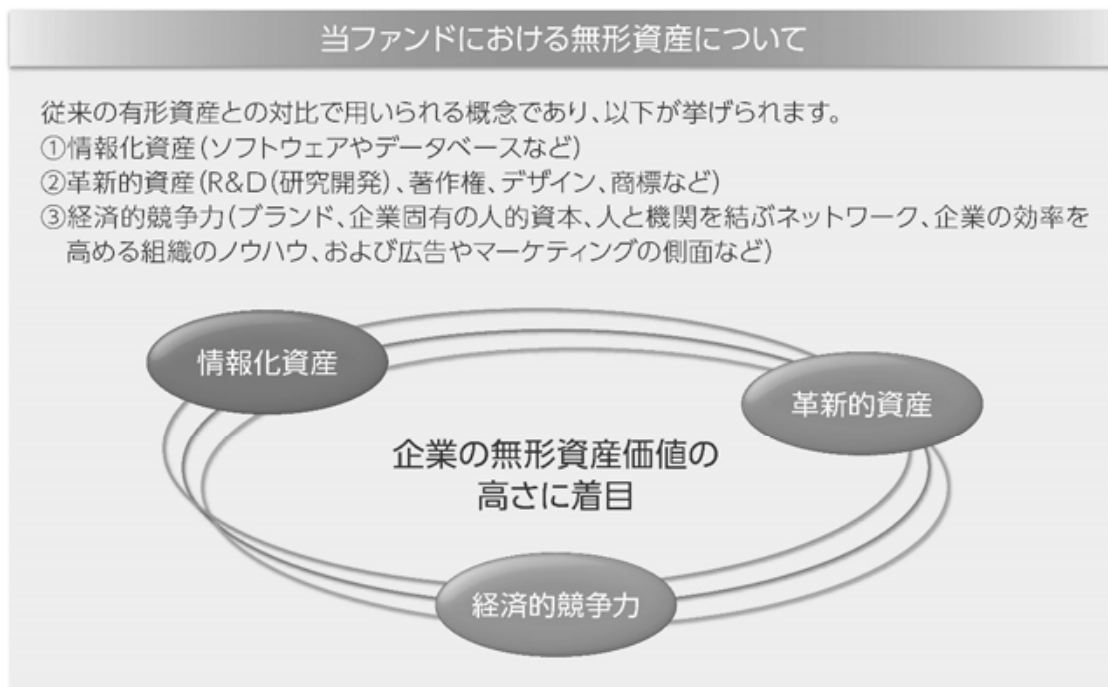 当ファンドにおける無形資産について
従来の有形資産との対比で用いられる概念であり、以下が挙げられます。
①情報化資産(ソフトウェアやデータベースなど)
②革新的資産(R&D(研究開発)、著作権、デザイン、商標など)
③経済的競争力(ブランド、企業固有の人的資本、人と機関を結ぶネットワーク、企業の効率を
高める組織のノウハウ、および広告やマーケティングの側面など)
情報化資産
革新的資産
企業の無形資産価値の
高さに着目
経済的競争力